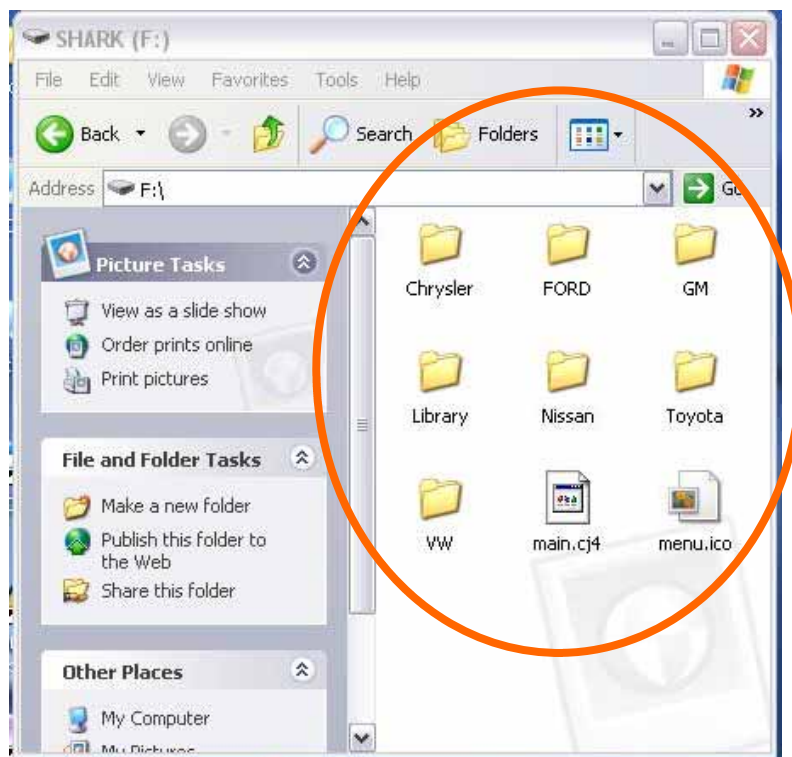 SHARK (F:)
File Edit View Favorites Tools Help
Back Search Folders »
Address F:\
Picture Tasks
View as a slide show
Order prints online
Print pictures
File and Folder Tasks
Make a new folder
Publish this folder to
the Web
Share this folder
Other Places
My Computer
My Pictures
Chrysler FORD GM
Library Nissan Toyota
VW main.cj4 menu.ico